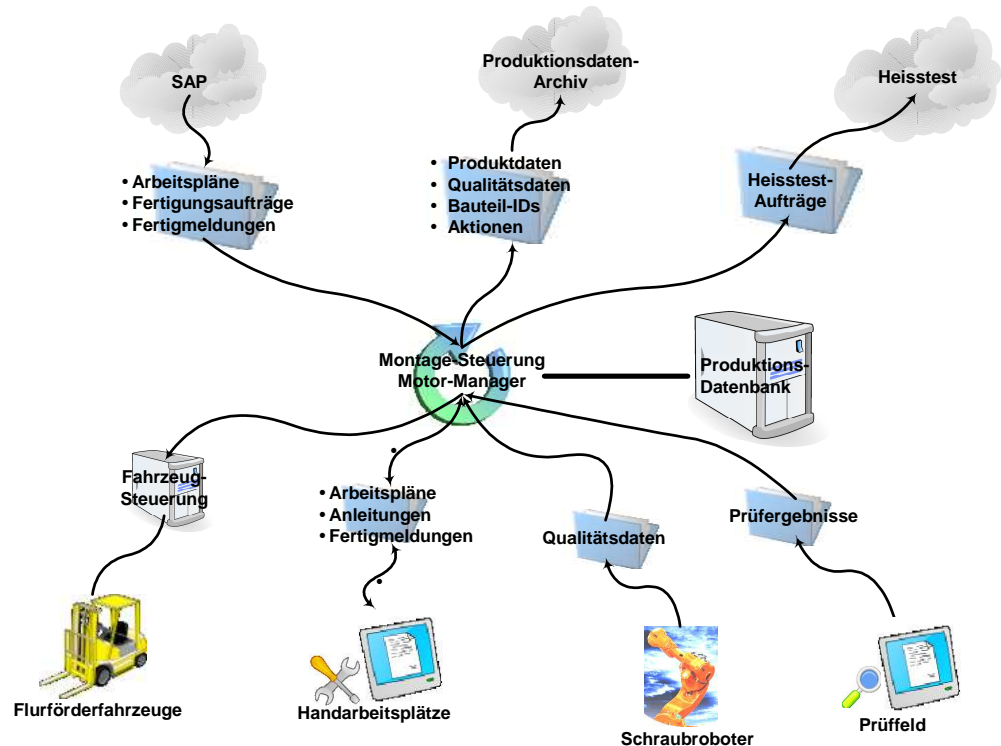 SAP
Produktionsdaten-
Archiv
Heisstest
• Arbeitspläne
• Fertigungsaufträge
• Fertigmeldungen
• Produktdaten
• Qualitätsdaten
• Bauteil-IDs
• Aktionen
Heisstest-
Aufträge
Montage-Steuerung
Motor-Manager
Produktions-
Datenbank
Fahrzeug-
Steuerung
• Arbeitspläne
• Anleitungen
• Fertigmeldungen
Qualitätsdaten
Prüfergebnisse
Flurförderfahrzeuge
Handarbeitsplätze
Schraubroboter
Prüffeld